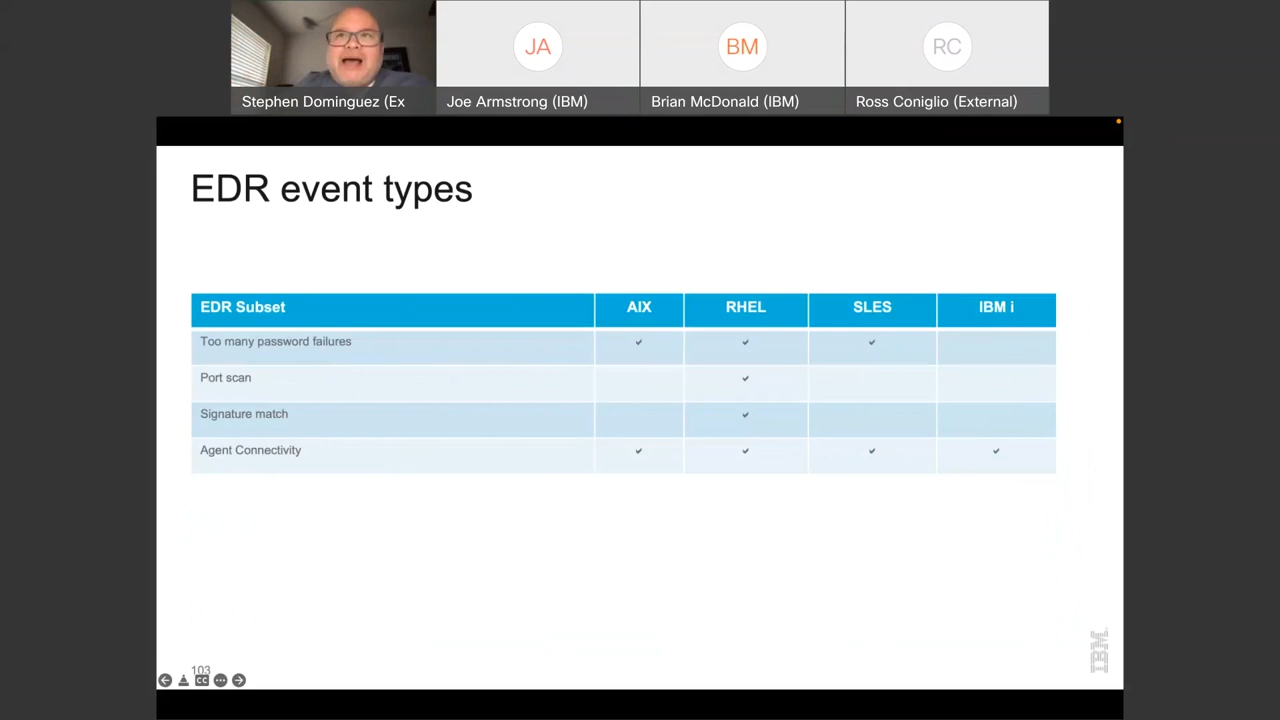 JA
BM
RC
Stephen Dominguez (Ex
Joe Armstrong (IBM)
Brian McDonald (IBM)
Ross Coniglio (External)
EDR event types
EDR Subset AIX RHEL SLES IBM i
Too many password failures ✓ ✓ ✓
Port scan ✓
Signature match ✓
Agent Connectivity ✓ ✓ ✓ ✓
IBM
103
CC